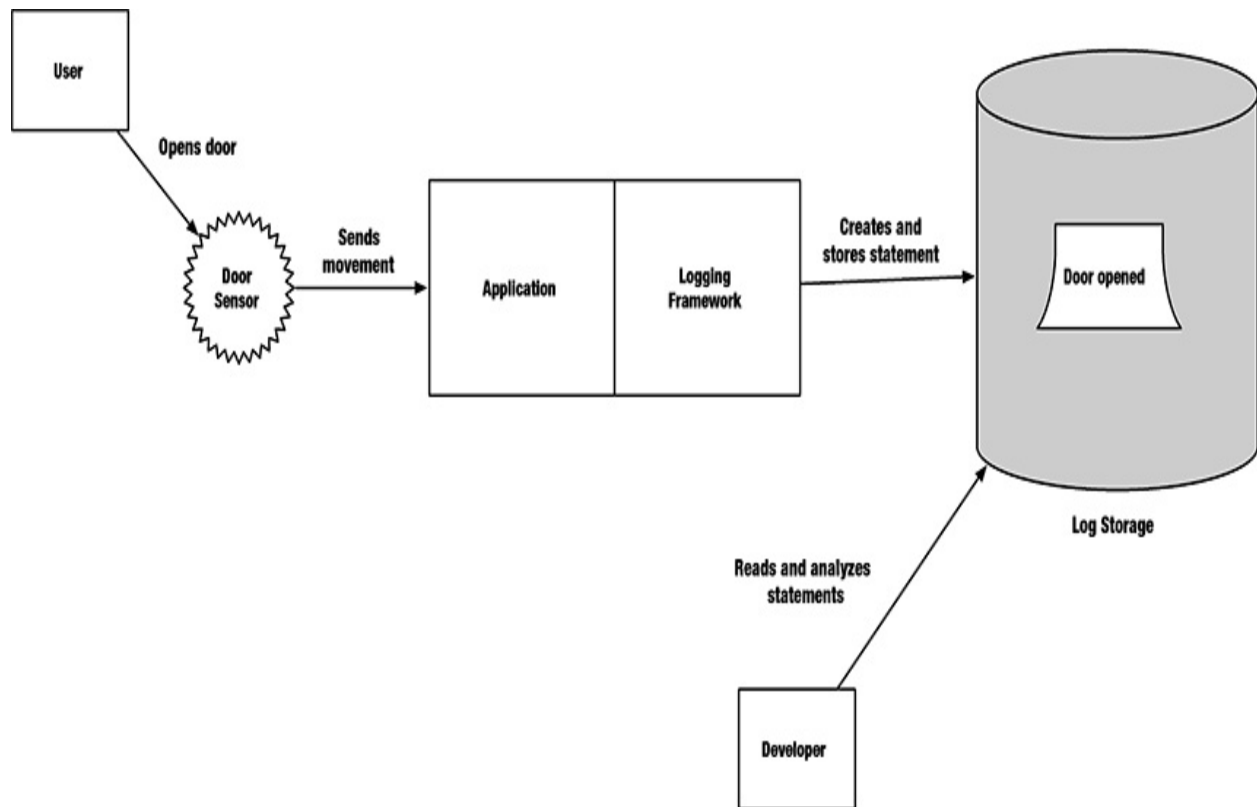 User
Opens door
Door
Sensor
Sends
movement
Application
Logging
Framework
Creates and
stores statement
Door opened
Log Storage
Reads and analyzes
statements
Developer